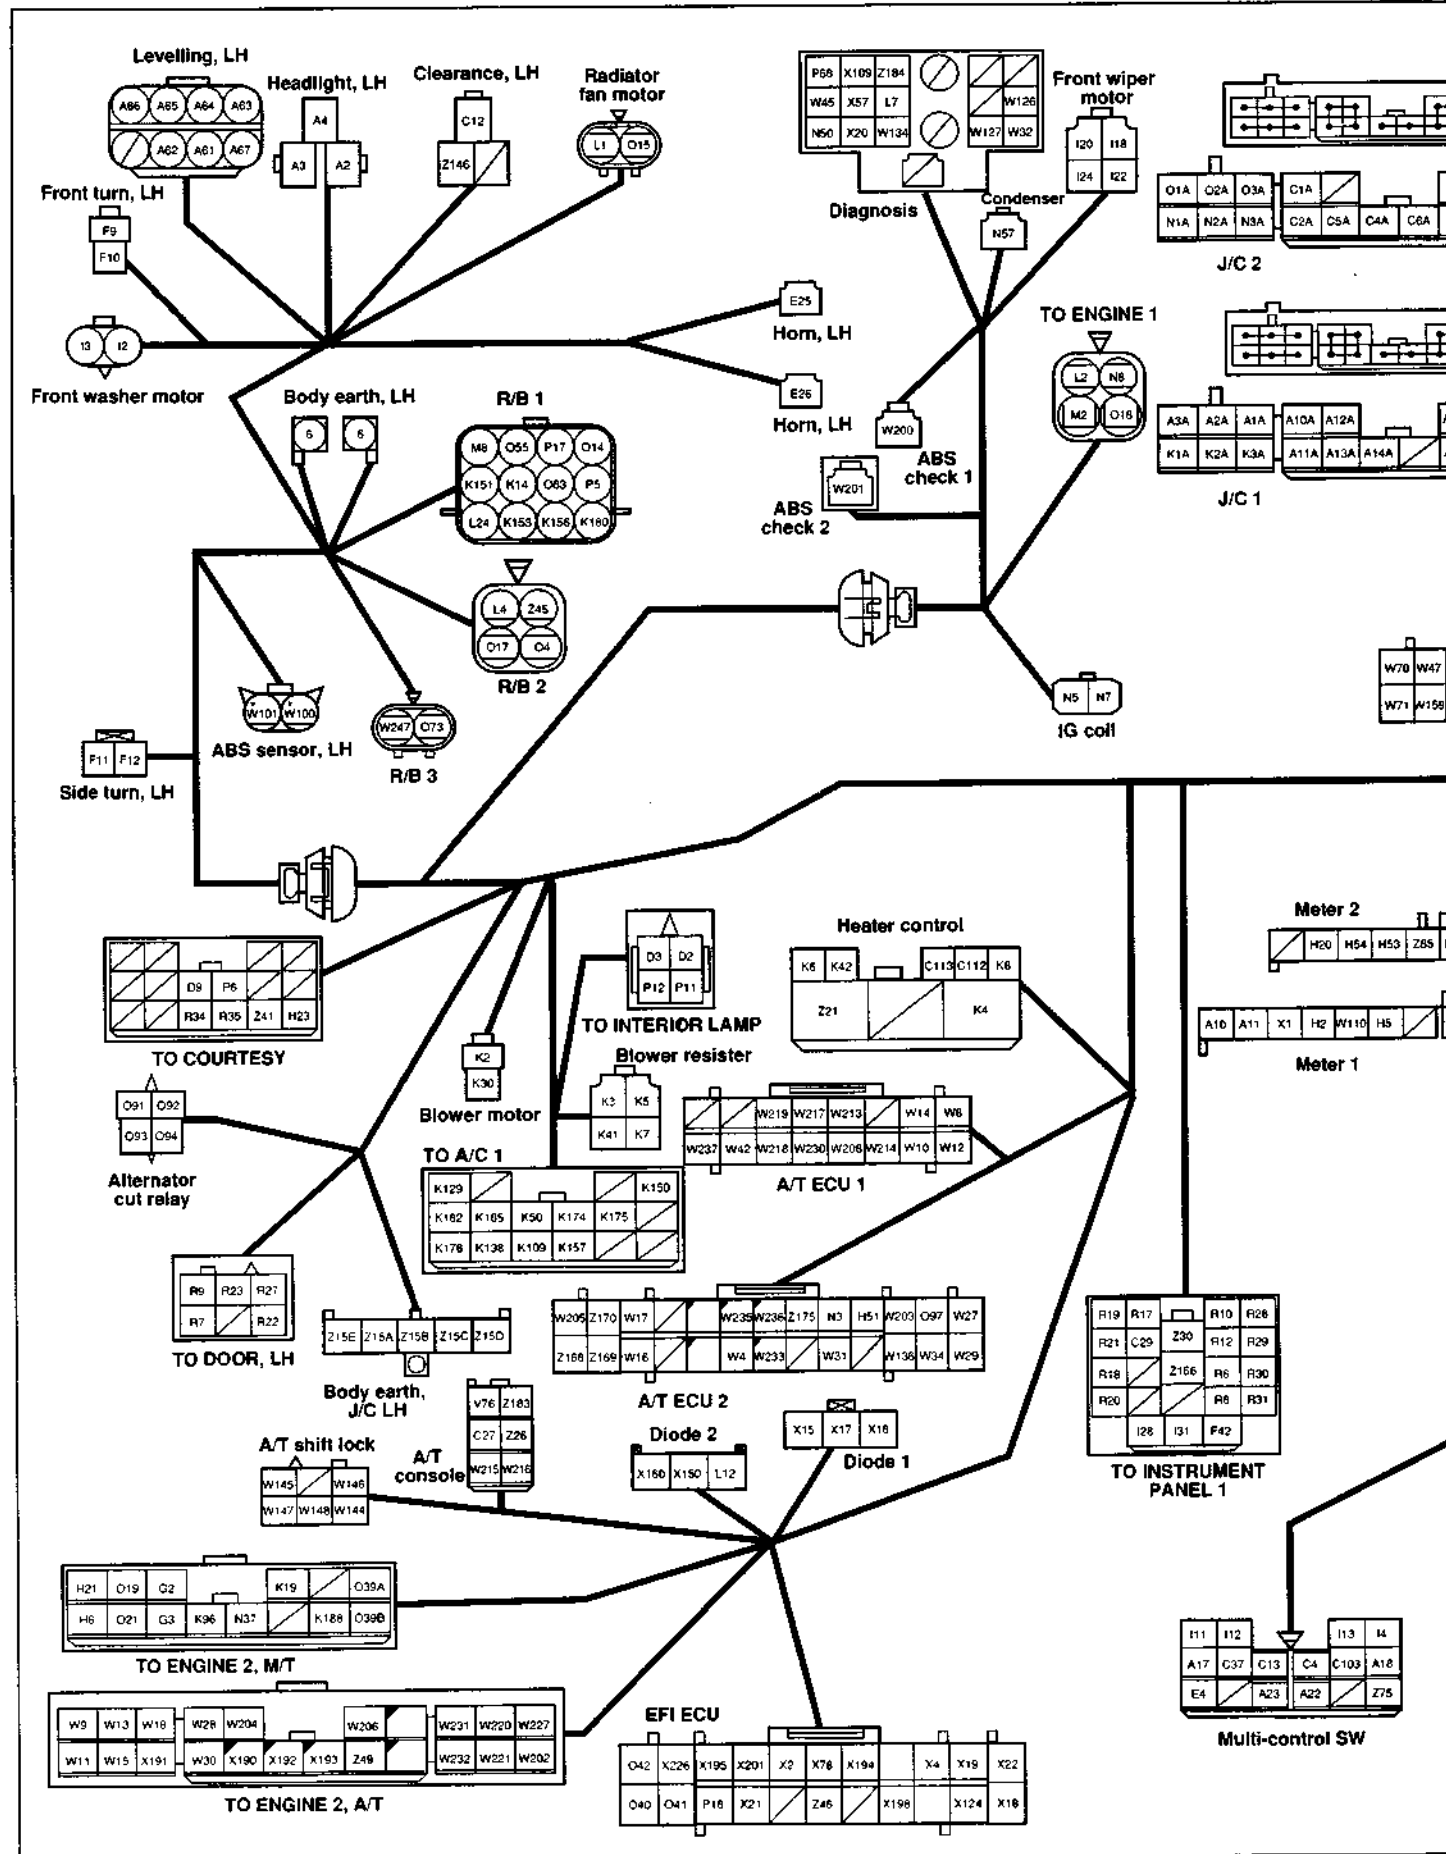 Levelling, LH
A66 A65 A64 A63
A62 A61 A67
Headlight, LH
A4
A3 A2
Clearance, LH
C12
Z146
Radiator
fan motor
L1 O15
P68 X109 Z184
W45 X57 L7 W126
N50 X20 W134 W127 W32
Diagnosis
Front wiper
motor
I20 I18
I24 I22
Condenser
N57
O1A O2A O3A C1A
N1A N2A N3A C2A C5A C4A C6A
J/C 2
Front turn, LH
F9
F10
I3 I2
Front washer motor
E25
Horn, LH
E26
Horn, LH
TO ENGINE 1
L2 N8
M2 O16
A3A A2A A1A A10A A12A
K1A K2A K3A A11A A13A A14A
J/C 1
Body earth, LH
6 6
R/B 1
M8 O55 P17 O14
K151 K14 O63 P5
L24 K153 K156 K160
W200
ABS
check 1
W201
ABS
check 2
L4 Z45
O17 O4
R/B 2
W101 W100
ABS sensor, LH
W247 O73
R/B 3
F11 F12
Side turn, LH
N5 N7
IG coil
W70 W47
W71 W159
D9 P6
R34 R35 Z41 H23
TO COURTESY
D3 D2
P12 P11
TO INTERIOR LAMP
Heater control
K6 K42 C113 C112 K6
Z21 K4
Meter 2
H20 H54 H53 Z85
A10 A11 X1 H2 W110 H5
Meter 1
K2
K30
Blower motor
Blower resister
K3 K5
K41 K7
O91 O92
O93 O94
Alternator
cut relay
TO A/C 1
K129 K150
K162 K165 K50 K174 K175
K176 K138 K109 K157
W219 W217 W213 W14 W6
W237 W42 W218 W230 W208 W214 W10 W12
A/T ECU 1
R9 R23 R27
R7 R22
TO DOOR, LH
Z15E Z15A Z15B Z15C Z15D
Body earth,
J/C LH
W205 Z170 W17 W235 W236 Z175 N3 H51 W203 O97 W27
Z168 Z169 W16 W4 W233 W31 W136 W34 W29
A/T ECU 2
R19 R17 R10 R28
R21 C29 Z30 R12 R29
R18 Z166 R6 R30
R20 R8 R31
I28 I31 F42
TO INSTRUMENT
PANEL 1
A/T shift lock
W145 W146
W147 W148 W144
V76 Z183
C27 Z26
W215 W216
A/T
console
Diode 2
X160 X150 L12
X15 X17 X16
Diode 1
H21 O19 G2 K19 O39A
H6 O21 G3 K96 N37 K188 O39B
TO ENGINE 2, M/T
W9 W13 W18 W28 W204 W206 W231 W220 W227
W11 W15 X191 W30 X190 X192 X193 Z49 W232 W221 W202
TO ENGINE 2, A/T
EFI ECU
O42 X226 X195 X201 X2 X78 X194 X4 X19 X22
O40 O41 P16 X21 Z46 X198 X124 X18
I11 I12 I13 I4
A17 C37 C13 C4 C103 A18
E4 A23 A22 Z75
Multi-control SW